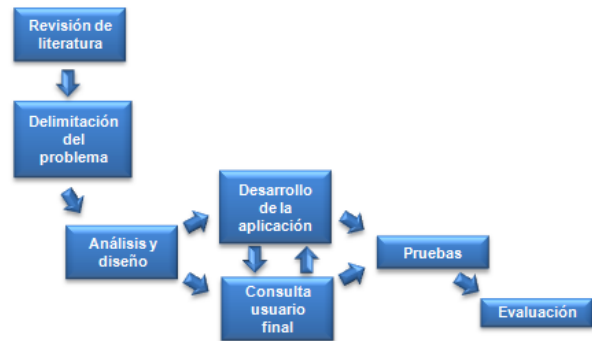 Revisión de
literatura
Delimitación
del
problema
Análisis y
diseño
Desarrollo
de la
aplicación
Consulta
usuario
final
Pruebas
Evaluación